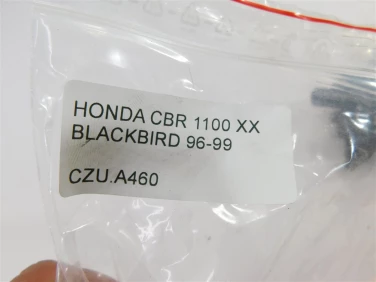 HONDA CBR 1100 XX
BLACKBIRD 96-99
CZU.A460